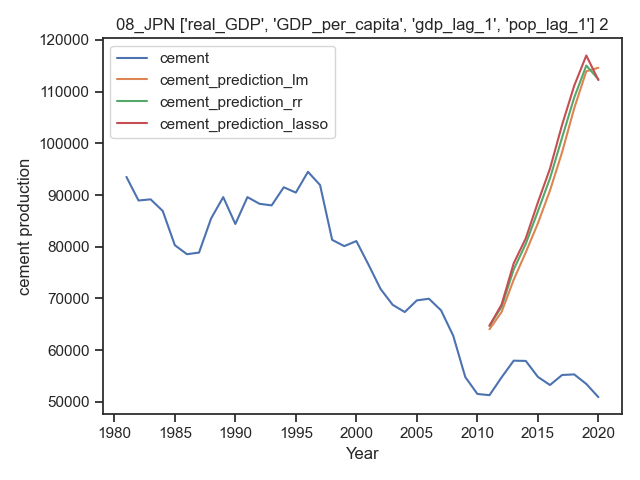 08_JPN ['real_GDP', 'GDP_per_capita', 'gdp_lag_1', 'pop_lag_1'] 2
120000
110000
100000
90000
80000
70000
60000
50000
cement production
cement
cement_prediction_lm
cement_prediction_rr
cement_prediction_lasso
1980 1985 1990 1995 2000 2005 2010 2015 2020
Year